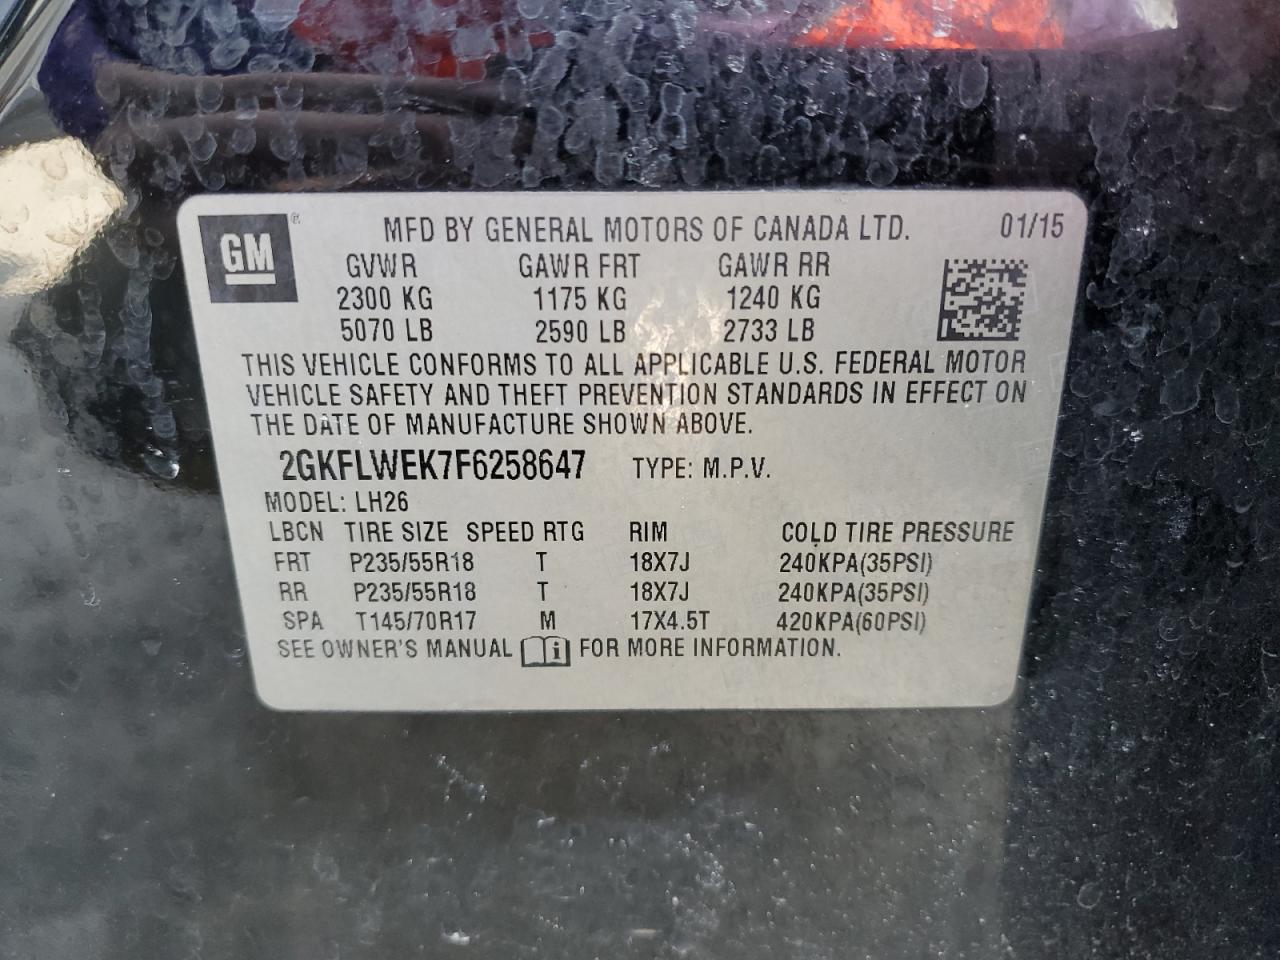 GM ® MFD BY GENERAL MOTORS OF CANADA LTD. 01/15
GVWR GAWR FRT GAWR RR
2300 KG 1175 KG 1240 KG
5070 LB 2590 LB 2733 LB
THIS VEHICLE CONFORMS TO ALL APPLICABLE U.S. FEDERAL MOTOR
VEHICLE SAFETY AND THEFT PREVENTION STANDARDS IN EFFECT ON
THE DATE OF MANUFACTURE SHOWN ABOVE.
2GKFLWEK7F6258647 TYPE: M.P.V.
MODEL: LH26
LBCN TIRE SIZE SPEED RTG RIM COLD TIRE PRESSURE
FRT P235/55R18 T 18X7J 240KPA(35PSI)
RR P235/55R18 T 18X7J 240KPA(35PSI)
SPA T145/70R17 M 17X4.5T 420KPA(60PSI)
SEE OWNER'S MANUAL i FOR MORE INFORMATION.